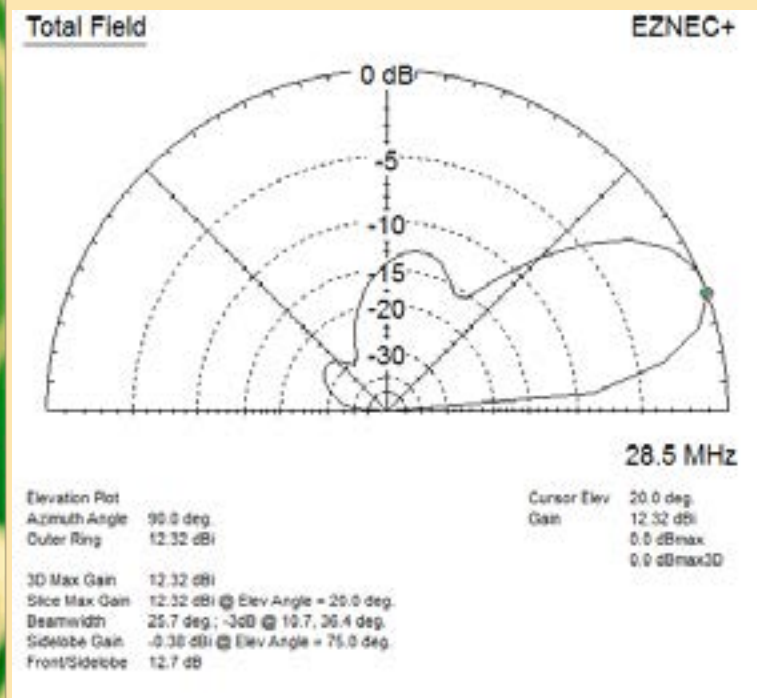 Total Field
EZNEC+
0 dB
-5
-10
-15
-20
-30
28.5 MHz
Elevation Plot
Azimuth Angle 90.0 deg.
Outer Ring 12.32 dBi
Cursor Elev 20.0 deg.
Gain 12.32 dBi
0.0 dBmax
0.0 dBmax3D
3D Max Gain 12.32 dBi
Slice Max Gain 12.32 dBi @ Elev Angle = 20.0 deg.
Beamwidth 25.7 deg.; -3dB @ 10.7, 36.4 deg.
Sidelobe Gain -0.38 dBi @ Elev Angle = 75.0 deg.
Front/Sidelobe 12.7 dB